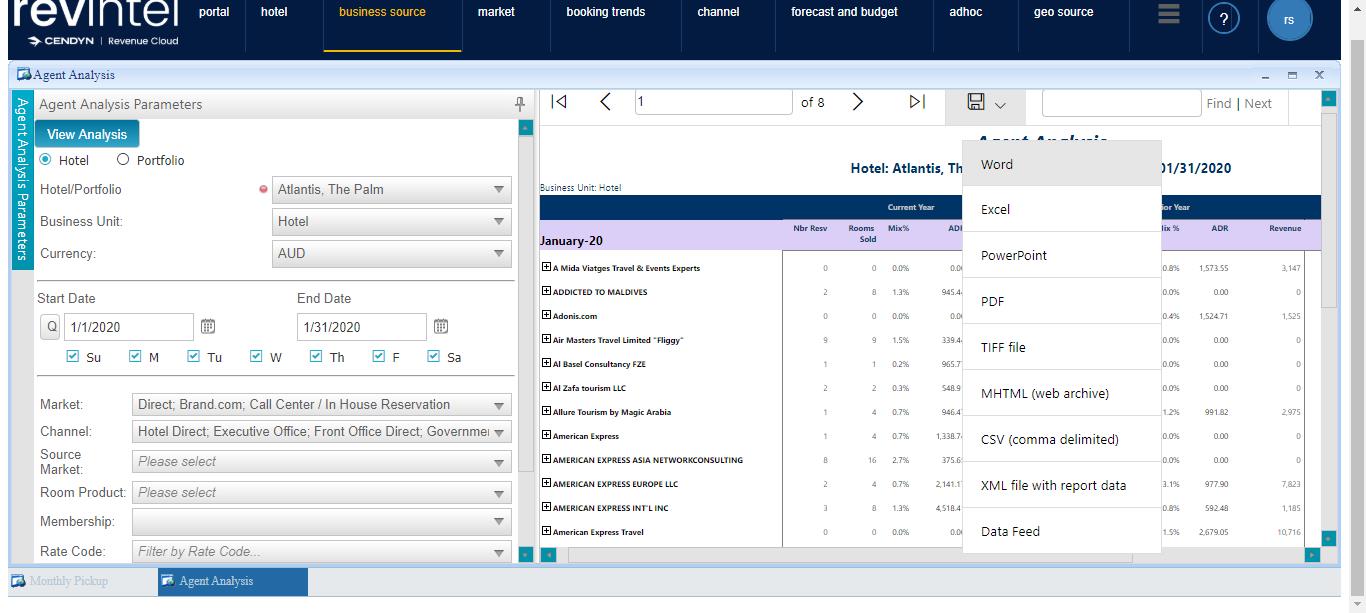 revintel
CENDYN | Revenue Cloud
portal hotel business source market booking trends channel forecast and budget adhoc geo source ? rs
Agent Analysis
Agent Analysis Parameters
Agent Analysis Parameters
View Analysis
Hotel Portfolio
Hotel/Portfolio Atlantis, The Palm
Business Unit: Hotel
Currency: AUD
Start Date End Date
Q 1/1/2020 1/31/2020
Su M Tu W Th F Sa
Market: Direct; Brand.com; Call Center / In House Reservation
Channel: Hotel Direct; Executive Office; Front Office Direct; Governme
Source Market: Please select
Room Product: Please select
Membership:
Rate Code: Filter by Rate Code...
1 of 8 Find | Next
Agent Analysis
Hotel: Atlantis, Th 01/31/2020
Business Unit: Hotel
Current Year ior Year
January-20 Nbr Resv Rooms Sold Mix% AD Mix % ADR Revenue
A Mida Viatges Travel & Events Experts 0 0 0.0% 0.0 0.8% 1,573.55 3,147
ADDICTED TO MALDIVES 2 8 1.3% 945.4 0.0% 0.00 0
Adonis.com 0 0 0.0% 0.0 0.4% 1,524.71 1,525
Air Masters Travel Limited "Fliggy" 9 9 1.5% 339.4 0.0% 0.00 0
Al Basel Consultancy FZE 1 1 0.2% 965.7 0.0% 0.00 0
Al Zafa tourism LLC 2 2 0.3% 548.9 0.0% 0.00 0
Allure Tourism by Magic Arabia 1 4 0.7% 946.4 1.2% 991.82 2,975
American Express 1 4 0.7% 1,338.7 0.0% 0.00 0
AMERICAN EXPRESS ASIA NETWORKCONSULTING 8 16 2.7% 375.6 0.0% 0.00 0
AMERICAN EXPRESS EUROPE LLC 2 4 0.7% 2,141.1 3.1% 977.90 7,823
AMERICAN EXPRESS INT'L INC 3 8 1.3% 4,518.4 0.8% 592.48 1,185
American Express Travel 0 0 0.0% 0.0 1.5% 2,679.05 10,716
Word
Excel
PowerPoint
PDF
TIFF file
MHTML (web archive)
CSV (comma delimited)
XML file with report data
Data Feed
Monthly Pickup Agent Analysis